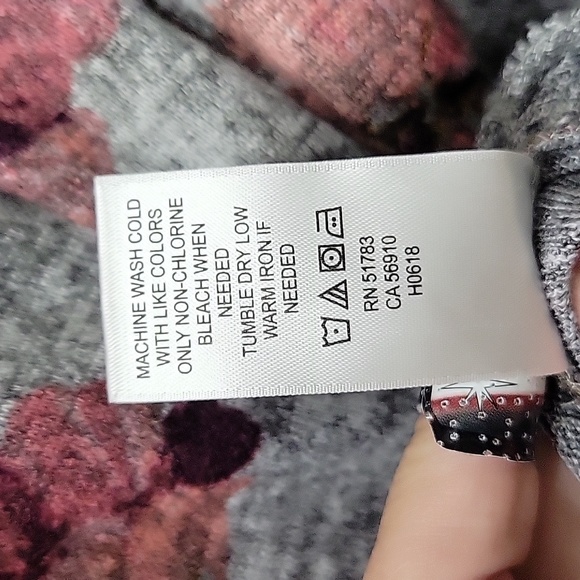 MACHINE WASH COLD
WITH LIKE COLORS
ONLY NON-CHLORINE
BLEACH WHEN
NEEDED
TUMBLE DRY LOW
WARM IRON IF
NEEDED
RN 51783
CA 56910
H0618